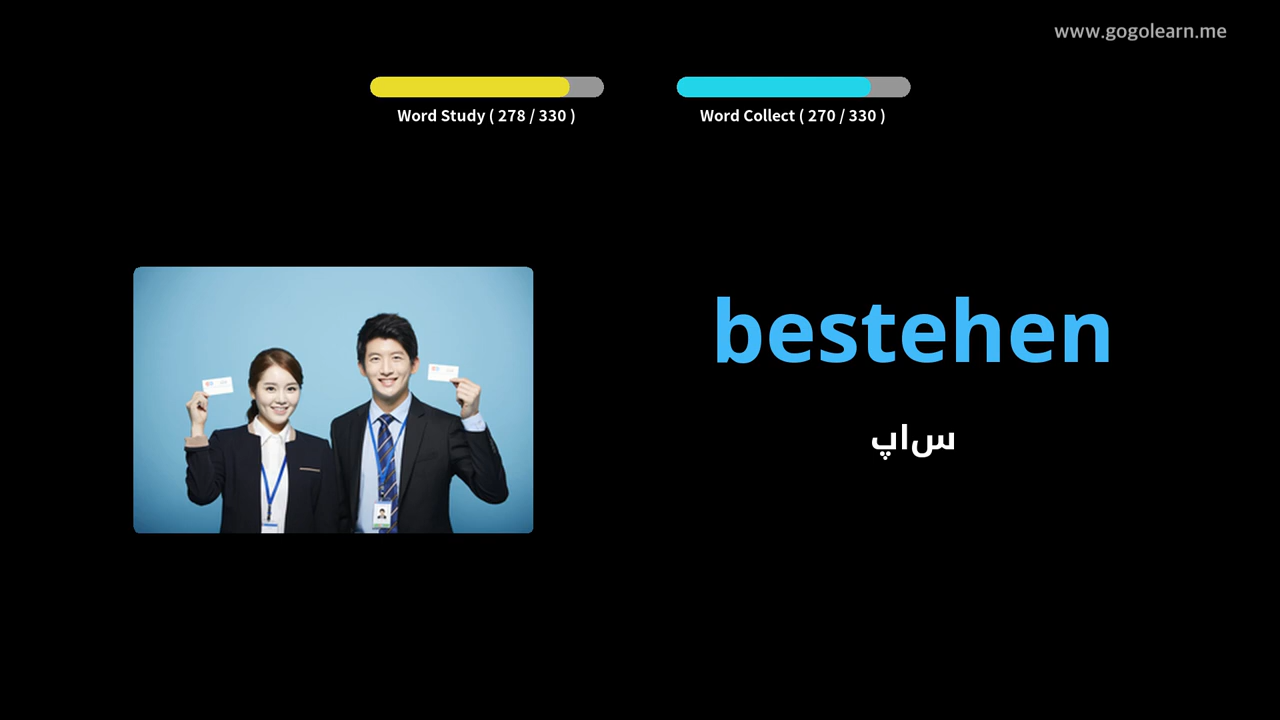 www.gogolearn.me
Word Study ( 278 / 330 )
Word Collect ( 270 / 330 )
bestehen
ساپ